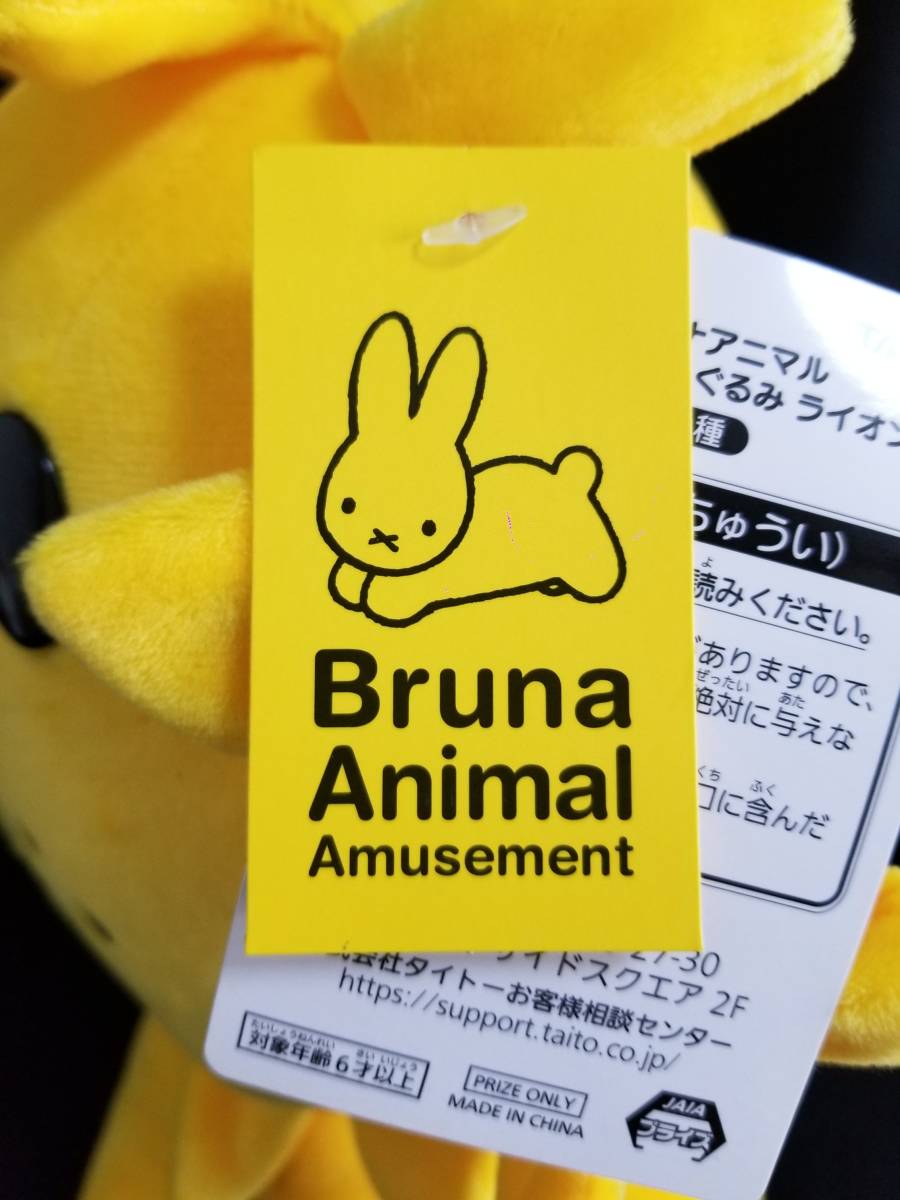 Bruna
Animal
Amusement
アニマル
ぐるみ ライオン
種
ちゅうい)
読みください。
よ
ありますので、
ぜったい あた
絶対に与えな
くち ふく
口に含んだ
27-30
イドスクエア 2F
式会社タイトーお客様相談センター
https://support.taito.co.jp/
たいしょうねんれい さい いじょう
対象年齢6才以上
PRIZE ONLY
MADE IN CHINA
JAIA
プライズ